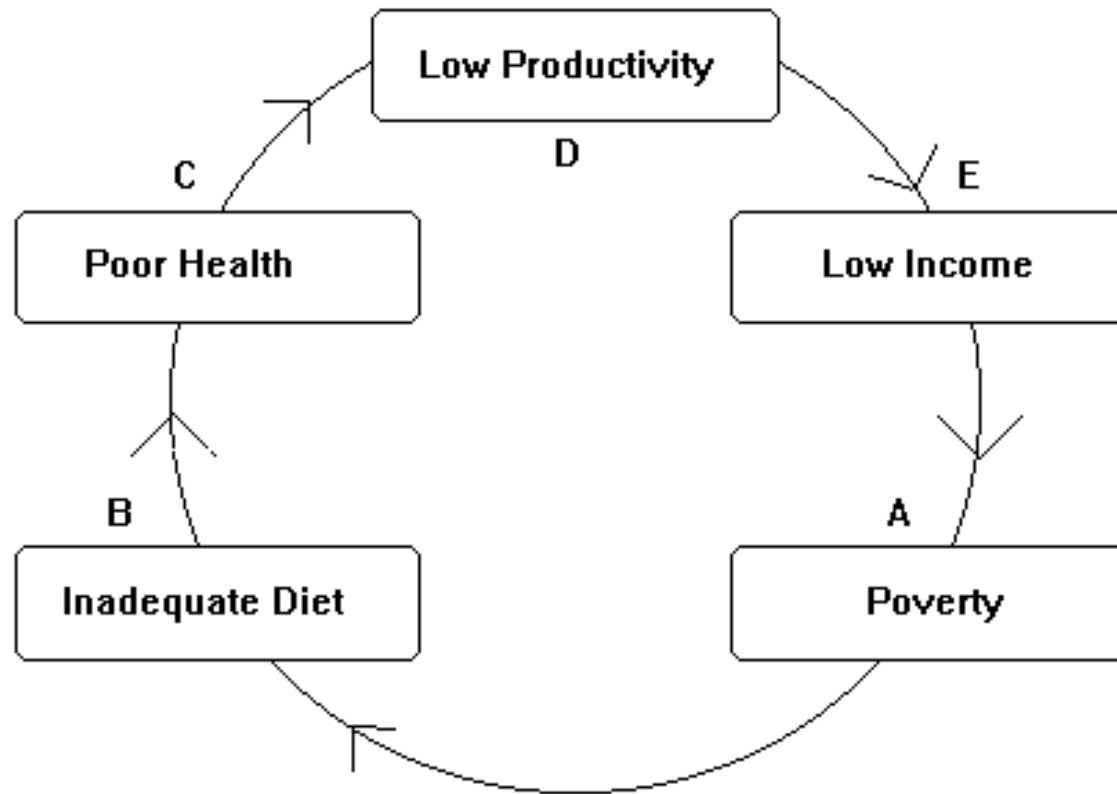 Low Productivity
D
C
E
Poor Health
Low Income
B
A
Inadequate Diet
Poverty